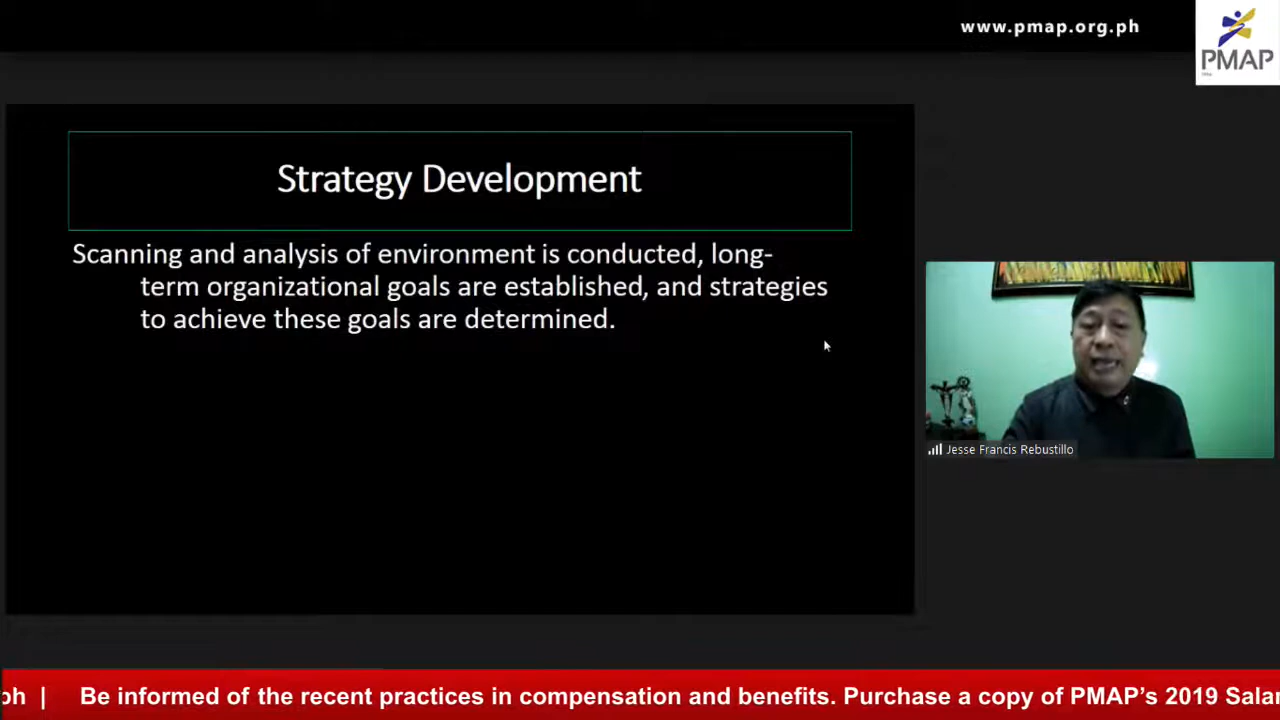 www.pmap.org.ph
PMAP
Strategy Development
Scanning and analysis of environment is conducted, long-
term organizational goals are established, and strategies
to achieve these goals are determined.
Jesse Francis Rebustillo
ph | Be informed of the recent practices in compensation and benefits. Purchase a copy of PMAP's 2019 Salar